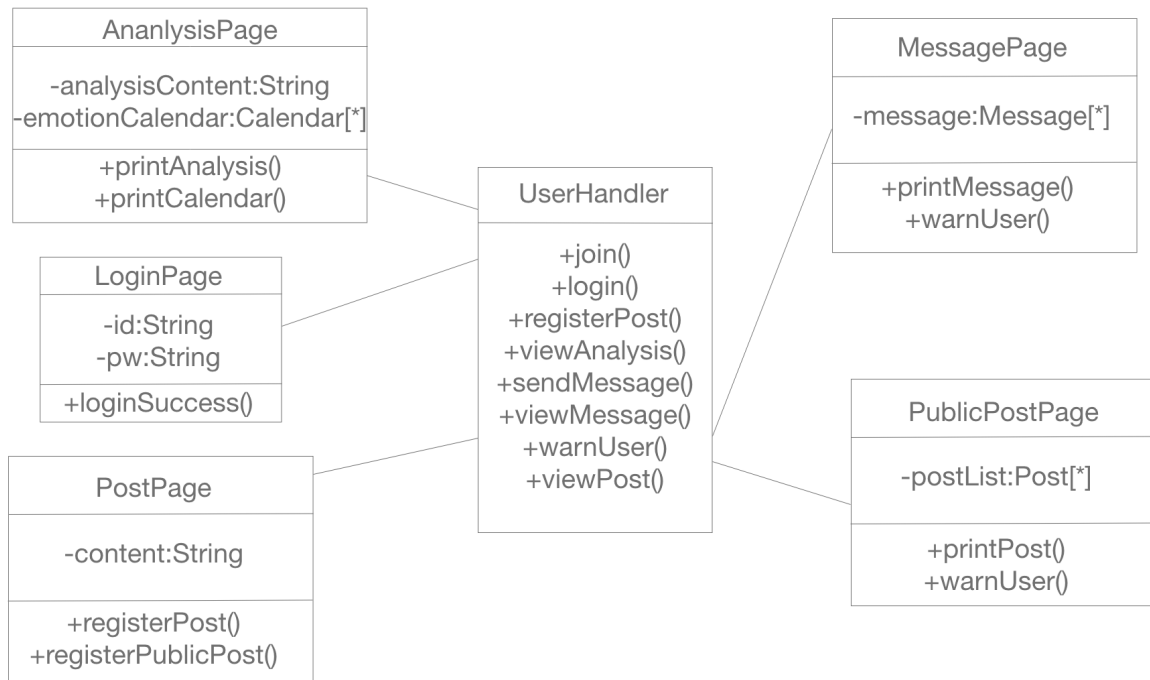 AnanlysisPage
-analysisContent:String
-emotionCalendar:Calendar[*]
+printAnalysis()
+printCalendar()
LoginPage
-id:String
-pw:String
+loginSuccess()
PostPage
-content:String
+registerPost()
+registerPublicPost()
UserHandler
+join()
+login()
+registerPost()
+viewAnalysis()
+sendMessage()
+viewMessage()
+warnUser()
+viewPost()
MessagePage
-message:Message[*]
+printMessage()
+warnUser()
PublicPostPage
-postList:Post[*]
+printPost()
+warnUser()